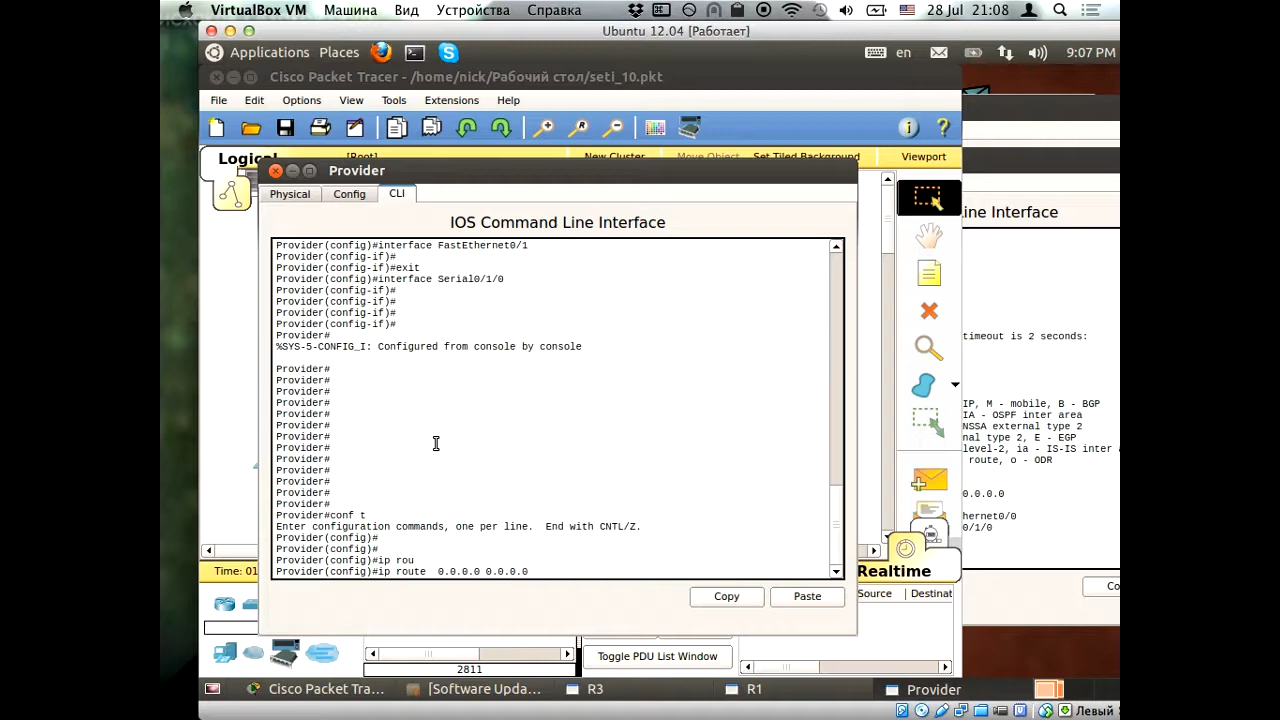 VirtualBox VM Машина Вид Устройства Справка 28 Jul 21:08
Ubuntu 12.04 [Работает]
Applications Places en 9:07 PM
Cisco Packet Tracer - /home/nick/Рабочий стол/seti_10.pkt
File Edit Options View Tools Extensions Help
Logical [Root] New Cluster Move Object Set Tiled Background Viewport
Provider
Physical Config CLI
IOS Command Line Interface
ine Interface
Provider(config)#interface FastEthernet0/1
Provider(config-if)#
Provider(config-if)#exit
Provider(config)#interface Serial0/1/0
Provider(config-if)#
Provider(config-if)#
Provider(config-if)#
Provider(config-if)#
Provider#
%SYS-5-CONFIG_I: Configured from console by console
Provider#
Provider#
Provider#
Provider#
Provider#
Provider#
Provider#
Provider#
Provider#
Provider#
Provider#
Provider#
Provider#
Provider#conf t
Enter configuration commands, one per line. End with CNTL/Z.
Provider(config)#
Provider(config)#
Provider(config)#ip rou
Provider(config)#ip route 0.0.0.0 0.0.0.0
timeout is 2 seconds:
IP, M - mobile, B - BGP
IA - OSPF inter area
NSSA external type 2
nal type 2, E - EGP
level-2, ia - IS-IS inter a
route, o - ODR
0.0.0.0
hernet0/0
0/1/0
Copy Paste
Co
Time: 01
Realtime
Source Destinat
2811
Toggle PDU List Window
Cisco Packet Tra... [Software Upda... R3 R1 Provider
Левый